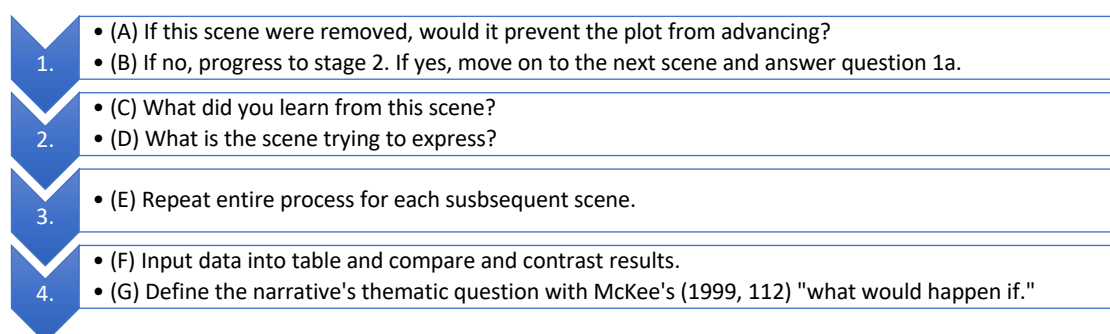 1.
• (A) If this scene were removed, would it prevent the plot from advancing?
• (B) If no, progress to stage 2. If yes, move on to the next scene and answer question 1a.
2.
• (C) What did you learn from this scene?
• (D) What is the scene trying to express?
3.
• (E) Repeat entire process for each susbsequent scene.
4.
• (F) Input data into table and compare and contrast results.
• (G) Define the narrative's thematic question with McKee's (1999, 112) "what would happen if."